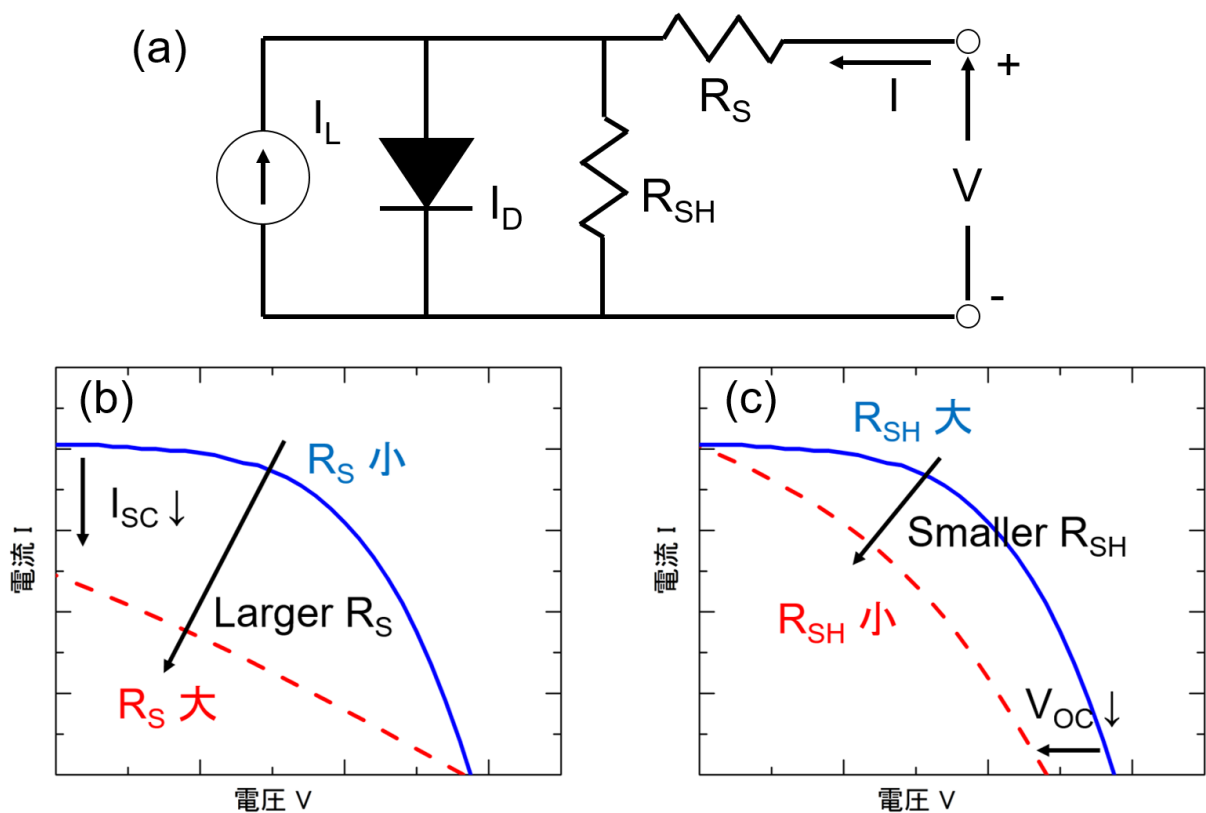 (a)
I_L
I_D
R_SH
R_S
I
+
V
-
(b)
R_S 小
I_SC ↓
Larger R_S
R_S 大
電流 I
電圧 V
(c)
R_SH 大
Smaller R_SH
R_SH 小
V_OC ↓
電流 I
電圧 V